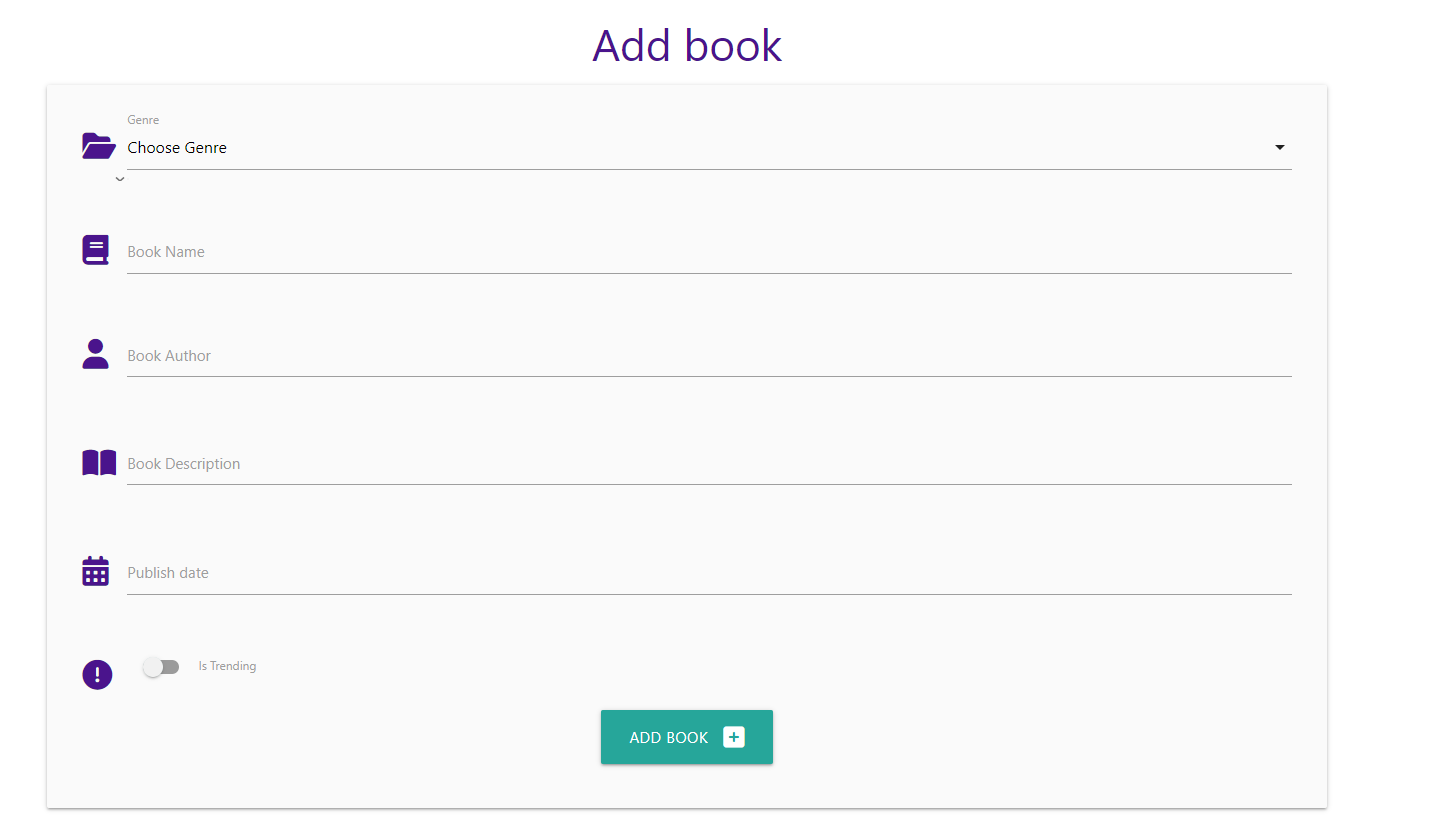 Add book
Genre
Choose Genre
Book Name
Book Author
Book Description
Publish date
Is Trending
ADD BOOK